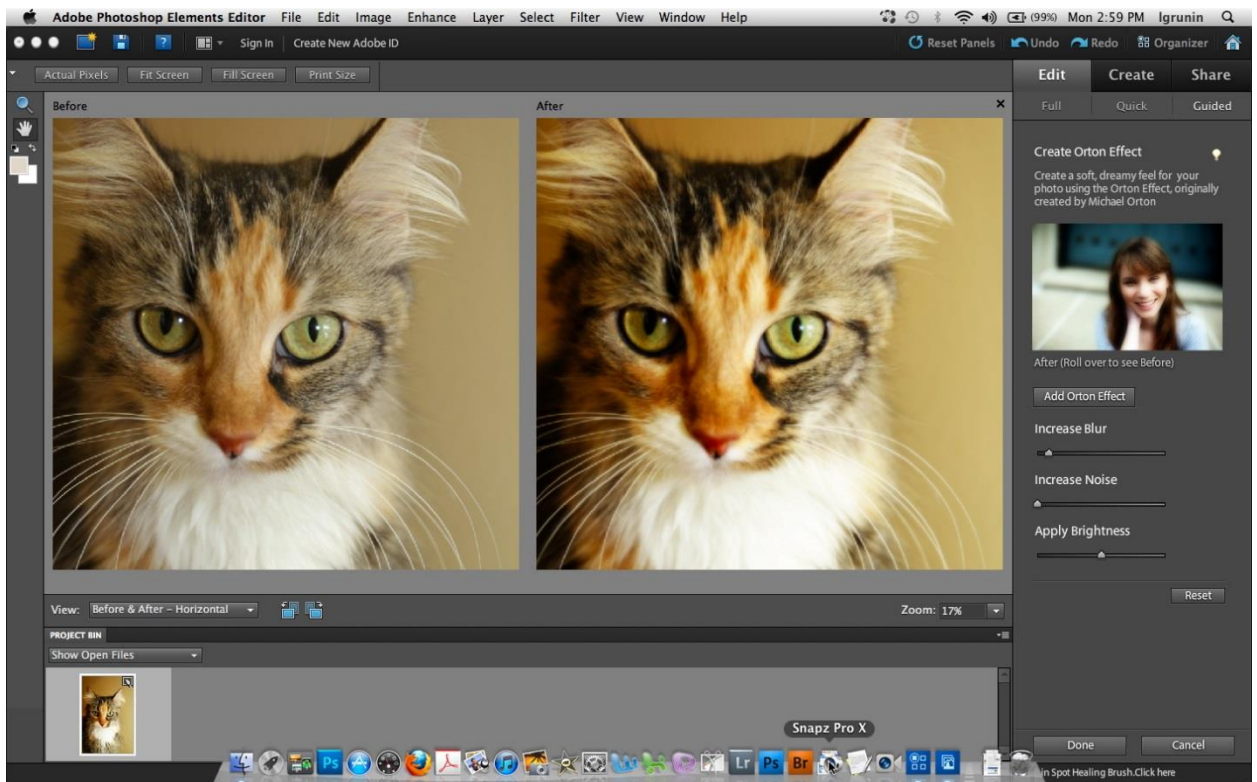 Adobe Photoshop Elements Editor File Edit Image Enhance Layer Select Filter View Window Help (99%) Mon 2:59 PM lgrunin
? Sign In Create New Adobe ID Reset Panels Undo Redo Organizer
Actual Pixels Fit Screen Fill Screen Print Size
Edit Create Share
Full Quick Guided
Before
After
Create Orton Effect
Create a soft, dreamy feel for your
photo using the Orton Effect, originally
created by Michael Orton
After (Roll over to see Before)
Add Orton Effect
Increase Blur
Increase Noise
Apply Brightness
Reset
View: Before & After – Horizontal
Zoom: 17%
PROJECT BIN
Show Open Files
Snapz Pro X
Ps Lr Ps Br
Done Cancel
in Spot Healing Brush.Click here